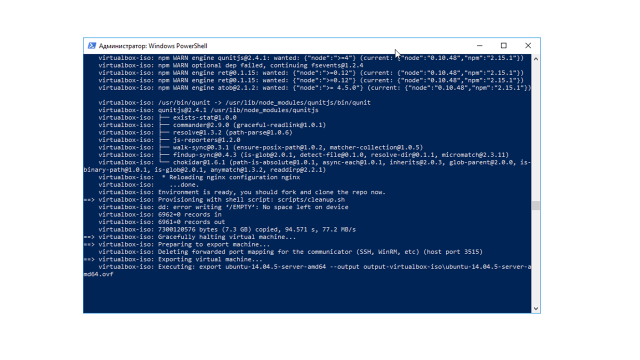 Администратор: Windows PowerShell
virtualbox-iso: npm WARN engine qunitjs@2.4.1: wanted: {"node":">=4"} (current: {"node":"0.10.48","npm":"2.15.1"})
virtualbox-iso: npm WARN optional dep failed, continuing fsevents@1.2.4
virtualbox-iso: npm WARN engine ret@0.1.15: wanted: {"node":">=0.12"} (current: {"node":"0.10.48","npm":"2.15.1"})
virtualbox-iso: npm WARN engine ret@0.1.15: wanted: {"node":">=0.12"} (current: {"node":"0.10.48","npm":"2.15.1"})
virtualbox-iso: npm WARN engine atob@2.1.2: wanted: {"node":">= 4.5.0"} (current: {"node":"0.10.48","npm":"2.15.1"})
virtualbox-iso: /usr/bin/qunit -> /usr/lib/node_modules/qunitjs/bin/qunit
virtualbox-iso: qunitjs@2.4.1 /usr/lib/node_modules/qunitjs
virtualbox-iso: ├── exists-stat@1.0.0
virtualbox-iso: ├── commander@2.9.0 (graceful-readlink@1.0.1)
virtualbox-iso: ├── resolve@1.3.2 (path-parse@1.0.6)
virtualbox-iso: ├── js-reporters@1.2.0
virtualbox-iso: ├── walk-sync@0.3.1 (ensure-posix-path@1.0.2, matcher-collection@1.0.5)
virtualbox-iso: ├── findup-sync@0.4.3 (is-glob@2.0.1, detect-file@0.1.0, resolve-dir@0.1.1, micromatch@2.3.11)
virtualbox-iso: └── chokidar@1.6.1 (path-is-absolute@1.0.1, async-each@1.0.1, inherits@2.0.3, glob-parent@2.0.0, is-
binary-path@1.0.1, is-glob@2.0.1, anymatch@1.3.2, readdirp@2.2.1)
virtualbox-iso: * Reloading nginx configuration nginx
virtualbox-iso: ...done.
virtualbox-iso: Environment is ready, you should fork and clone the repo now.
==> virtualbox-iso: Provisioning with shell script: scripts/cleanup.sh
virtualbox-iso: dd: error writing '/EMPTY': No space left on device
virtualbox-iso: 6962+0 records in
virtualbox-iso: 6961+0 records out
virtualbox-iso: 7300120576 bytes (7.3 GB) copied, 94.571 s, 77.2 MB/s
==> virtualbox-iso: Gracefully halting virtual machine...
==> virtualbox-iso: Preparing to export machine...
virtualbox-iso: Deleting forwarded port mapping for the communicator (SSH, WinRM, etc) (host port 3515)
==> virtualbox-iso: Exporting virtual machine...
virtualbox-iso: Executing: export ubuntu-14.04.5-server-amd64 --output output-virtualbox-iso\ubuntu-14.04.5-server-a
md64.ovf